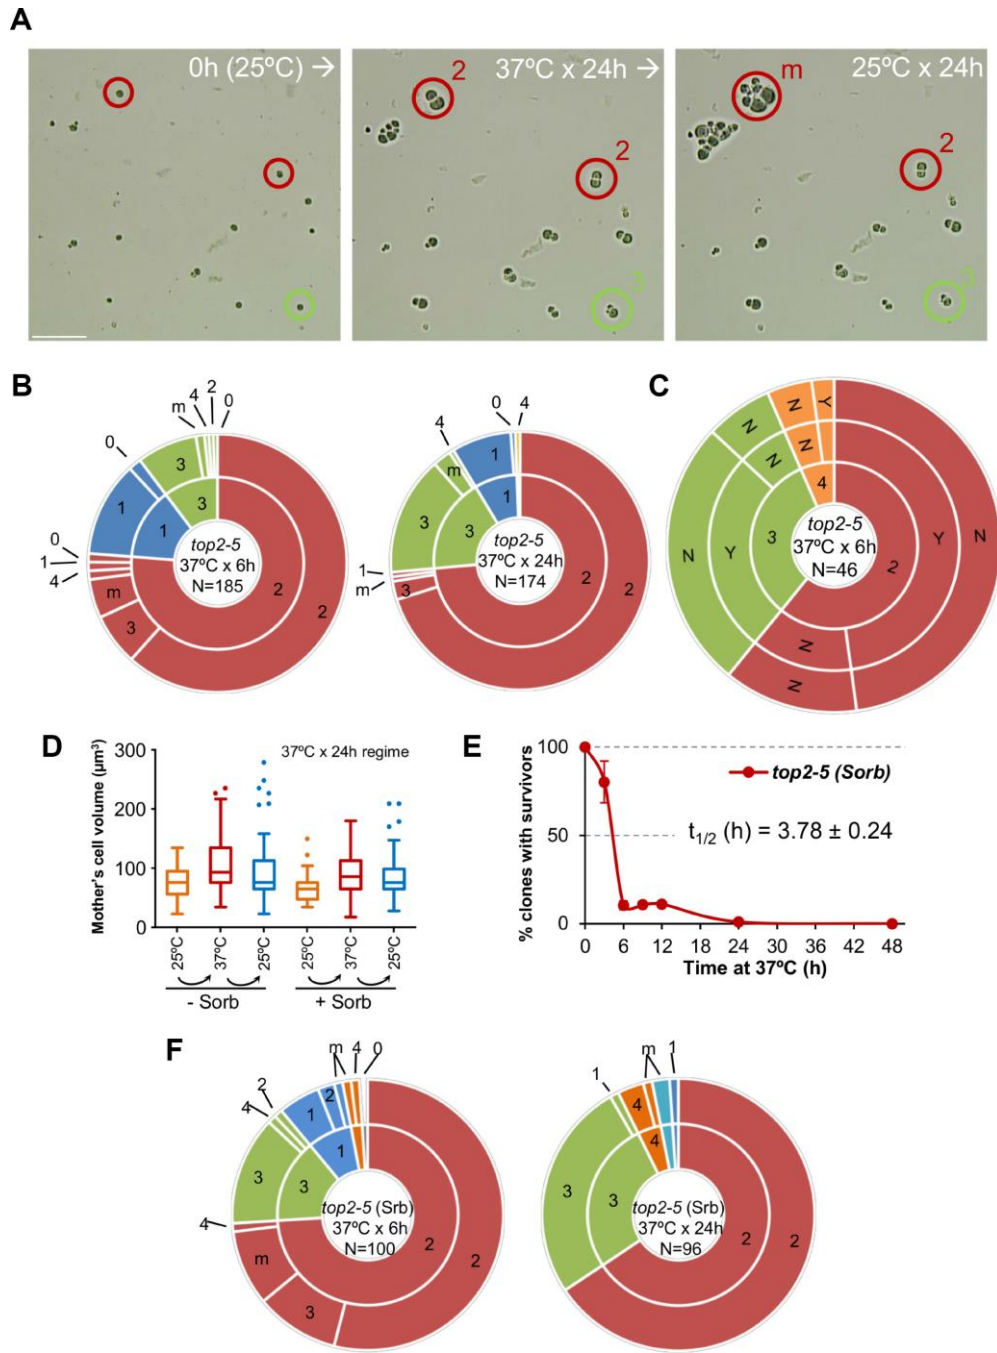 A
0h (25ºC) →
37ºC x 24h →
25ºC x 24h
2
2
3
m
2
3
B
0
m
4
2
0
3
1
1
3
0
1
4
m
3
2
2
top2-5
37ºC x 6h
N=185
0
4
4
m
1
1
3
3
1
m
3
2
2
top2-5
37ºC x 24h
N=174
C
N
Y
N
N
N
4
N
Y
3
2
Y
N
N
N
top2-5
37ºC x 6h
N=46
D
37ºC x 24h regime
Mother's cell volume (µm³)
300
200
100
0
25ºC
37ºC
25ºC
25ºC
37ºC
25ºC
- Sorb
+ Sorb
E
% clones with survivors
100
50
0
top2-5 (Sorb)
t1/2 (h) = 3.78 ± 0.24
0
6
12
18
24
30
36
42
48
Time at 37ºC (h)
F
m
4
0
2
4
1
2
3
3
1
4
m
3
2
2
top2-5 (Srb)
37ºC x 6h
N=100
m
1
1
4
4
3
3
2
2
top2-5 (Srb)
37ºC x 24h
N=96